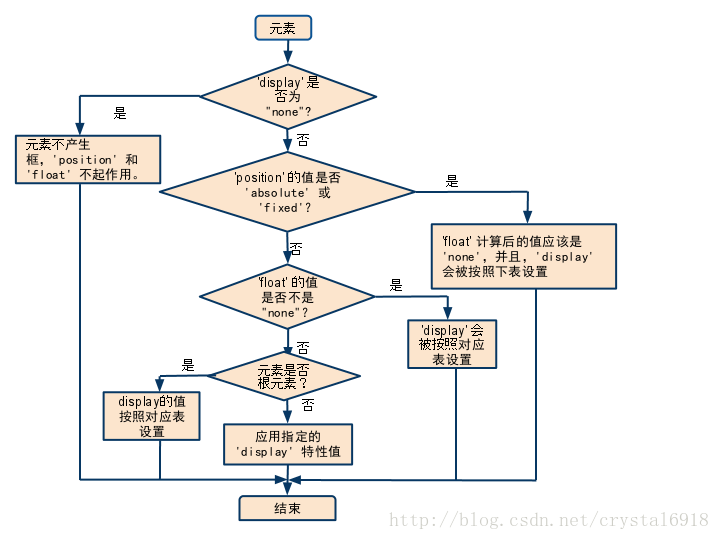 元素
'display'是
否为
"none"?
是
否
元素不产生
框，'position' 和
'float' 不起作用。
'position'的值是否
'absolute' 或
'fixed'?
是
否
'float' 计算后的值应该是
'none'，并且，'display'
会被按照下表设置
'float' 的值
是否不是
"none"?
是
否
'display'会
被按照对应
表设置
元素是否
根元素？
是
否
display的值
按照对应表
设置
应用指定的
'display' 特性值
结束
http://blog.csdn.net/crystal6918